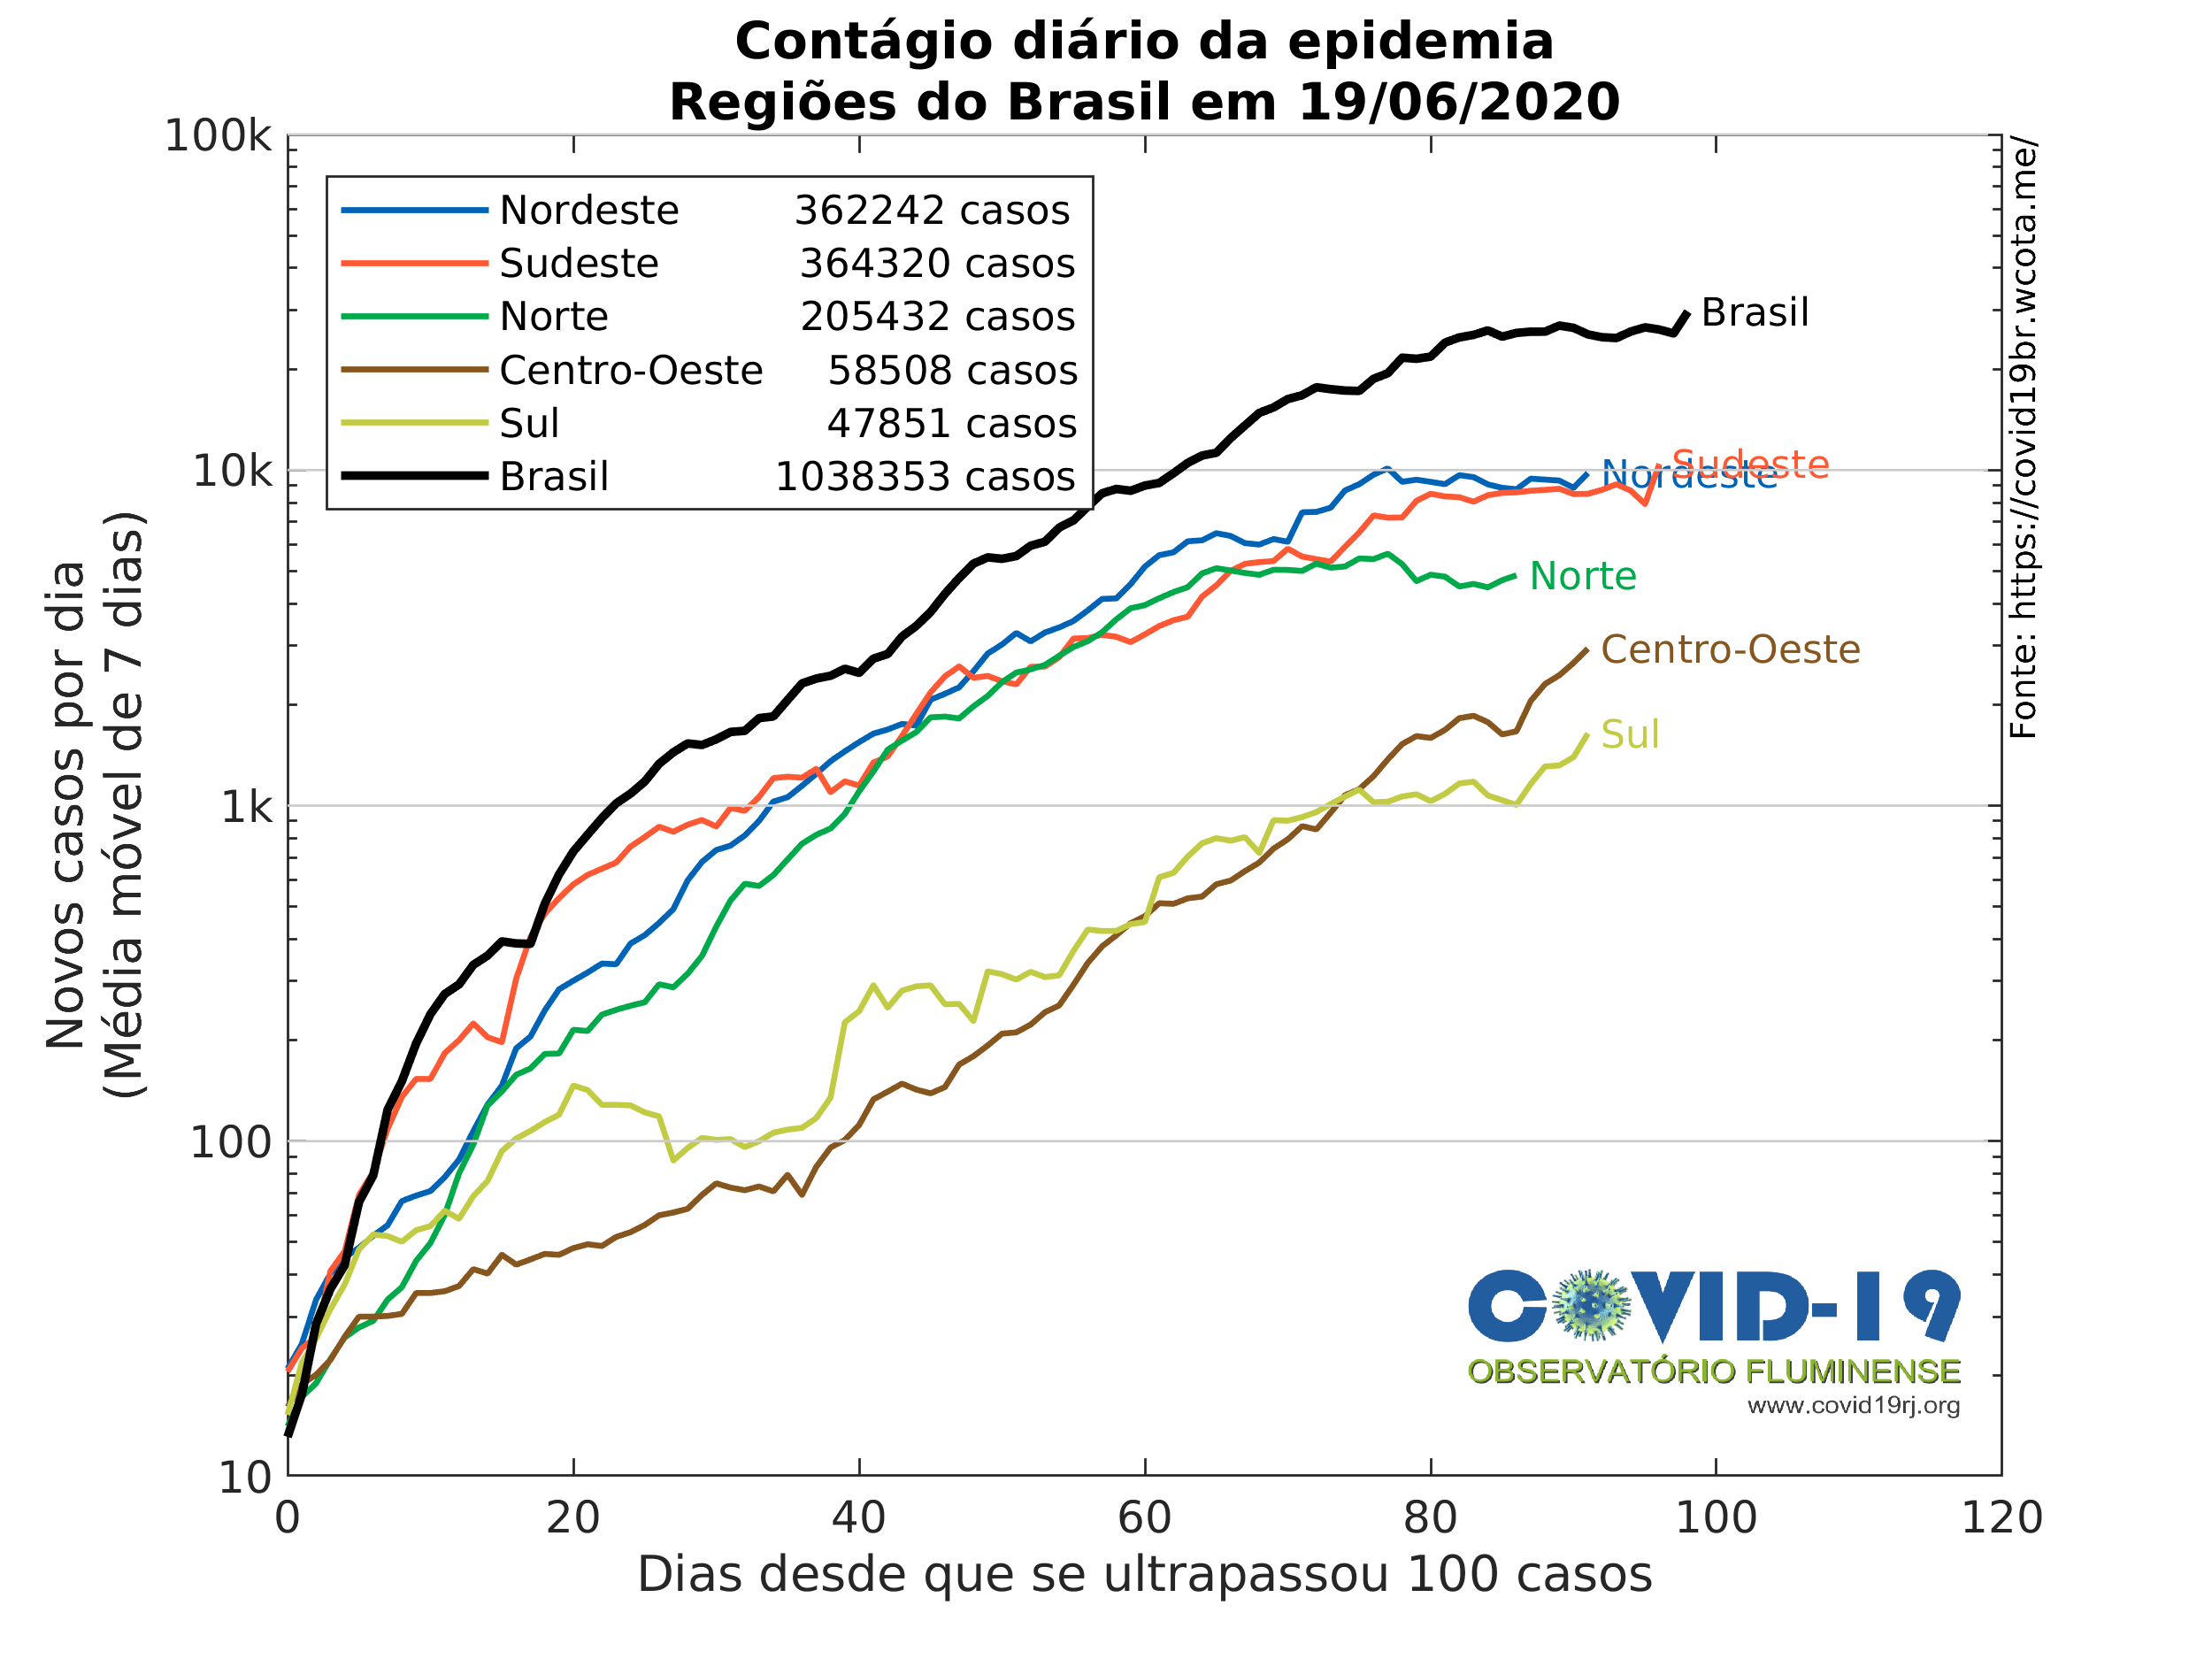 Contágio diário da epidemia
Regiões do Brasil em 19/06/2020
100k
10k
1k
100
10
Novos casos por dia
(Média móvel de 7 dias)
Nordeste 362242 casos
Sudeste 364320 casos
Norte 205432 casos
Centro-Oeste 58508 casos
Sul 47851 casos
Brasil 1038353 casos
Brasil
Sudeste
Nordeste
Norte
Centro-Oeste
Sul
Fonte: https://covid19br.wcota.me/
COVID-19
OBSERVATÓRIO FLUMINENSE
www.covid19rj.org
0 20 40 60 80 100 120
Dias desde que se ultrapassou 100 casos